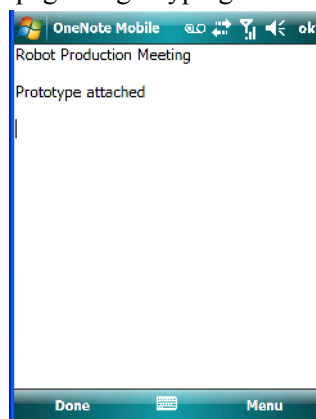 OneNote Mobile ok
Robot Production Meeting
Prototype attached
Done Menu